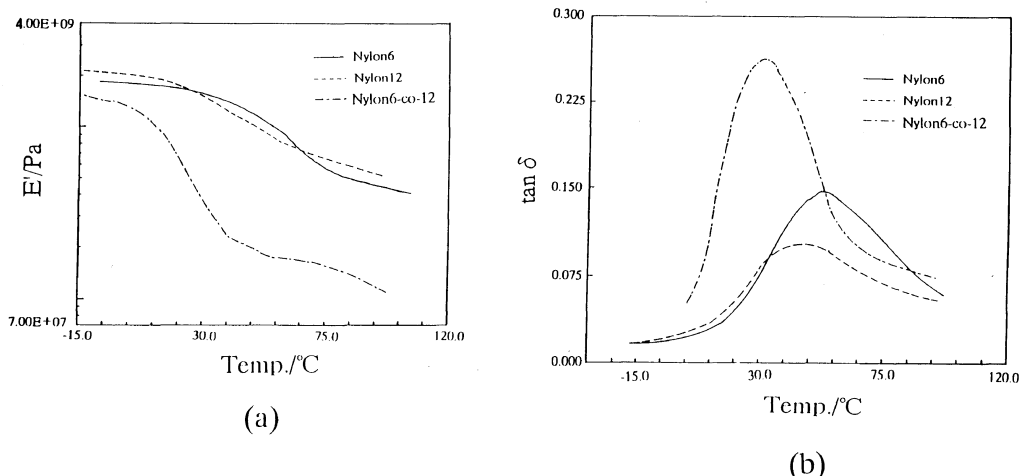 4.00E+09
Nylon6
Nylon12
Nylon6-co-12
E'/Pa
7.00E+07
-15.0
30.0
75.0
120.0
Temp./°C
(a)
0.300
Nylon6
Nylon12
Nylon6-co-12
0.225
tan δ
0.150
0.075
0.000
-15.0
30.0
75.0
120.0
Temp./°C
(b)